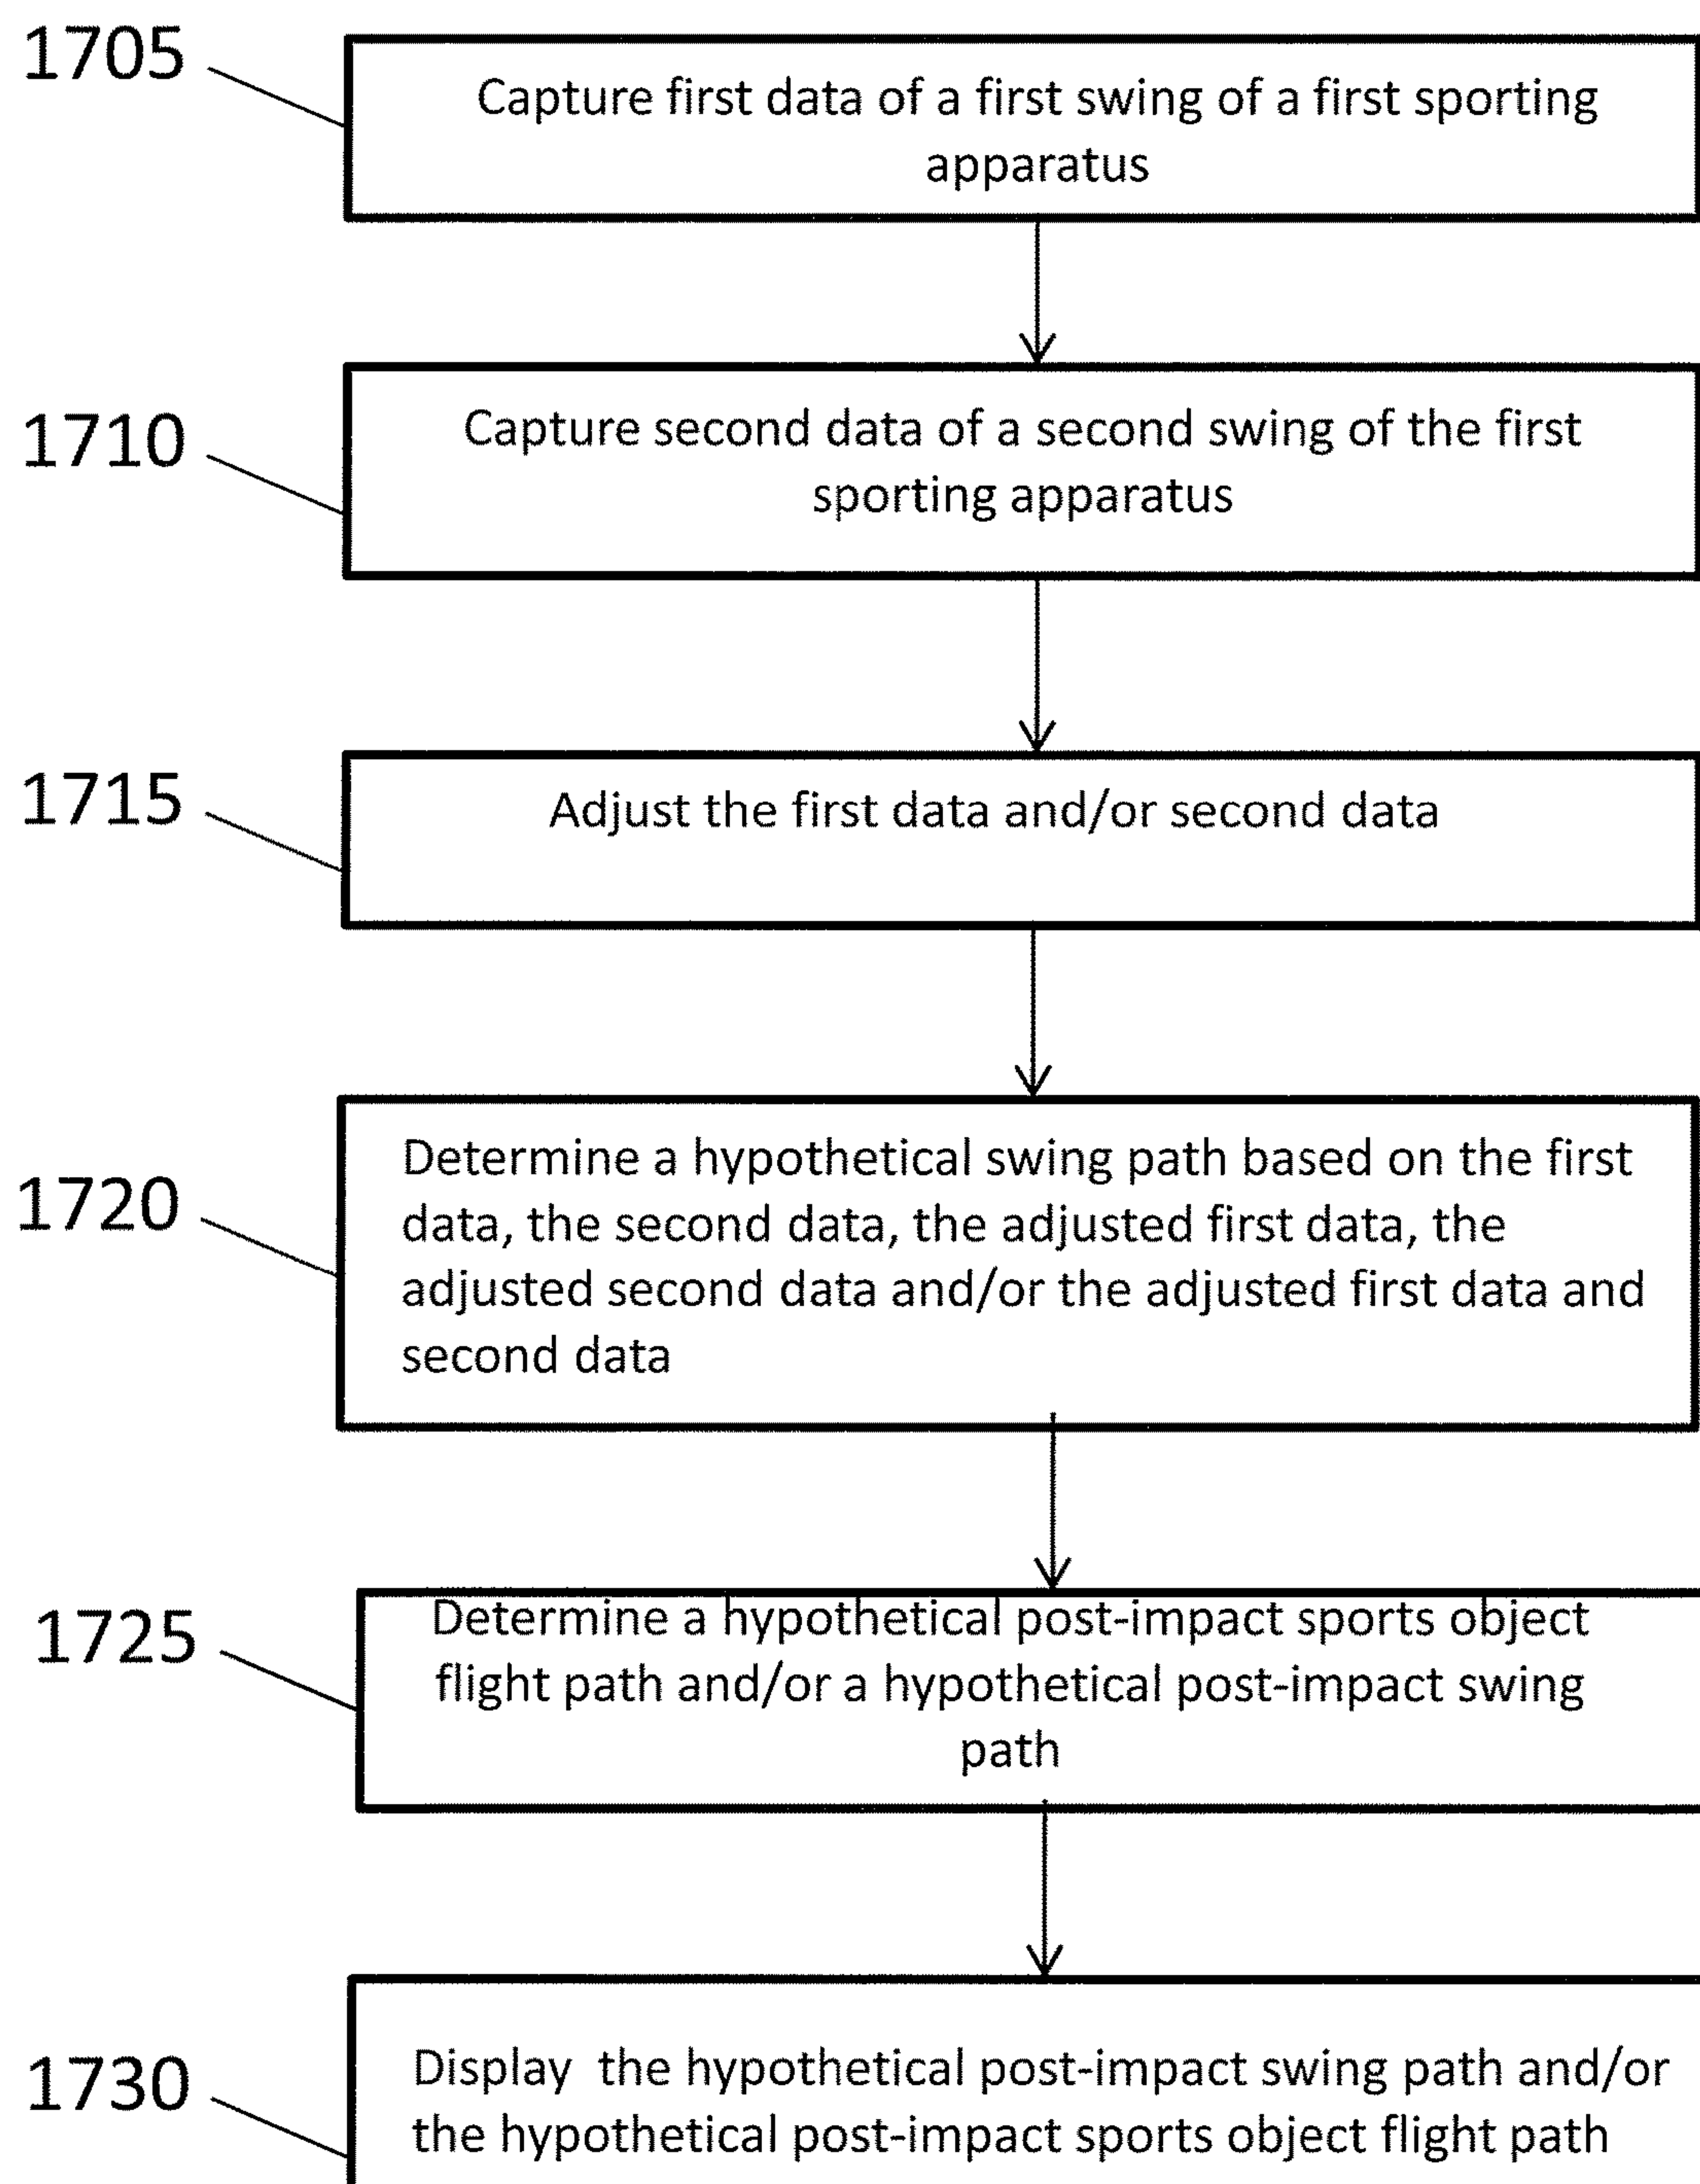 1705
Capture first data of a first swing of a first sporting
apparatus
1710
Capture second data of a second swing of the first
sporting apparatus
1715
Adjust the first data and/or second data
1720
Determine a hypothetical swing path based on the first
data, the second data, the adjusted first data, the
adjusted second data and/or the adjusted first data and
second data
1725
Determine a hypothetical post-impact sports object
flight path and/or a hypothetical post-impact swing
path
1730
Display the hypothetical post-impact swing path and/or
the hypothetical post-impact sports object flight path